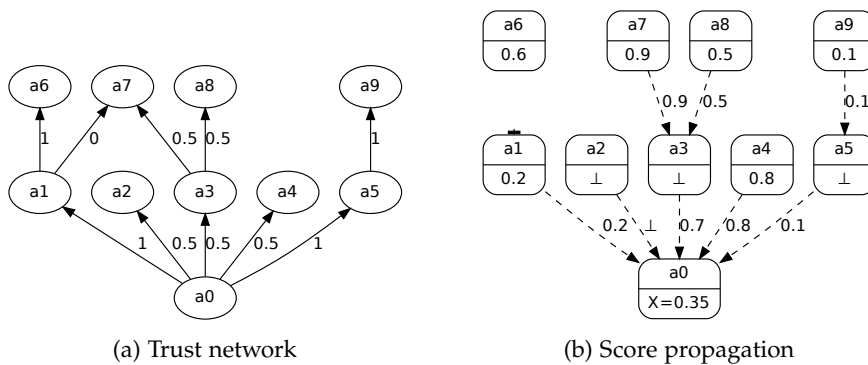 a6 a7 a8 a9
1 0 0.5 0.5 1
a1 a2 a3 a4 a5
1 0.5 0.5 0.5 1
a0
(a) Trust network
a6 a7 a8 a9
0.6 0.9 0.5 0.1
0.9 0.5 0.1
a1 a2 a3 a4 a5
0.2 ⊥ ⊥ 0.8 ⊥
0.2 ⊥ 0.7 0.8 0.1
a0
X=0.35
(b) Score propagation